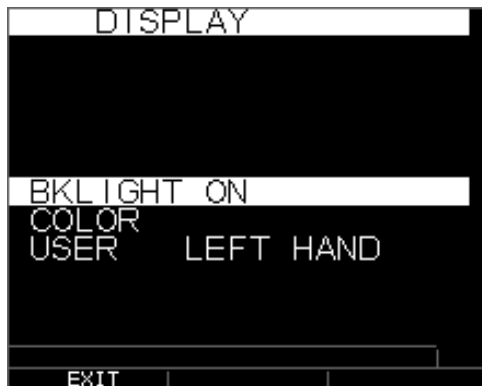 DISPLAY
BKLIGHT ON
COLOR
USER LEFT HAND
EXIT